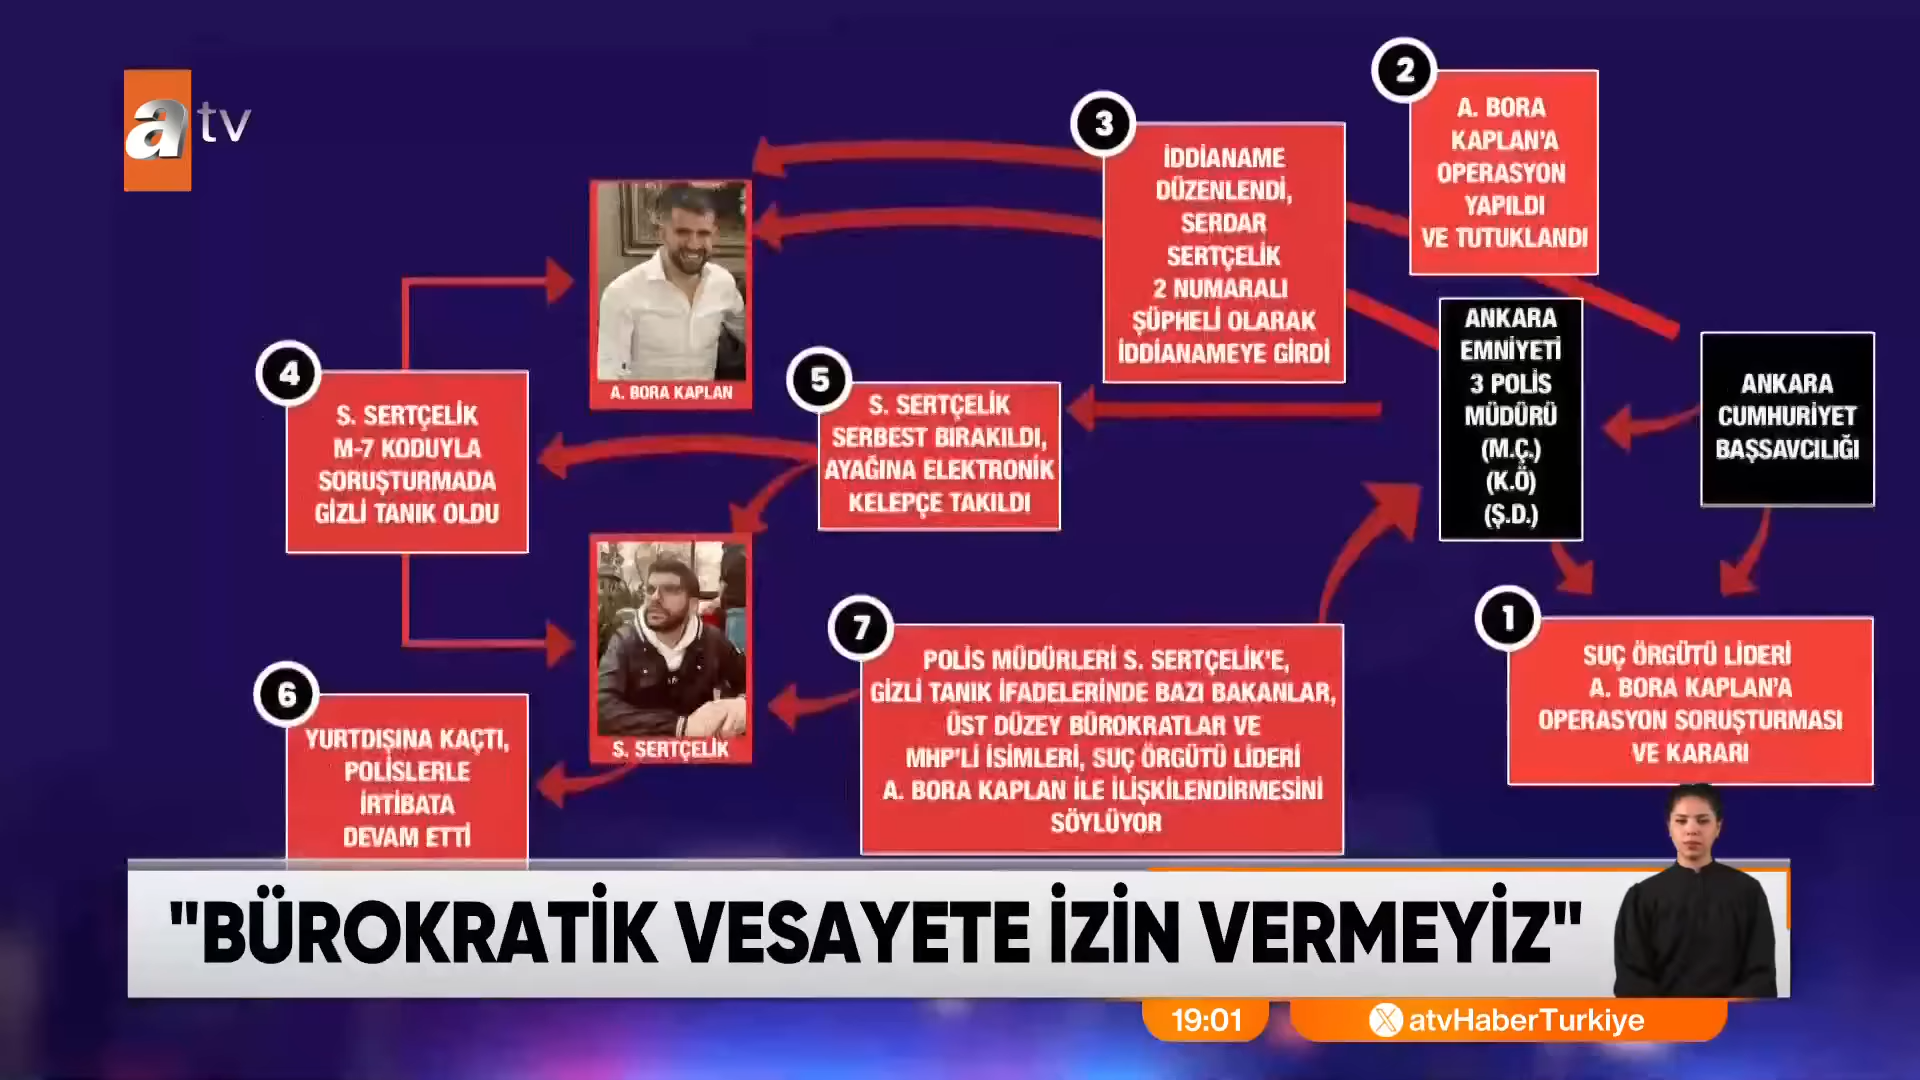 a tv
2
A. BORA
KAPLAN'A
OPERASYON
YAPILDI
VE TUTUKLANDI
3
İDDİANAME
DÜZENLENDİ,
SERDAR
SERTÇELİK
2 NUMARALI
ŞÜPHELİ OLARAK
İDDİANAMEYE GİRDİ
A. BORA KAPLAN
ANKARA
EMNİYETİ
3 POLİS
MÜDÜRÜ
(M.Ç.)
(K.Ö)
(Ş.D.)
ANKARA
CUMHURİYET
BAŞSAVCILIĞI
4
S. SERTÇELİK
M-7 KODUYLA
SORUŞTURMADA
GİZLİ TANIK OLDU
5
S. SERTÇELİK
SERBEST BIRAKILDI,
AYAĞINA ELEKTRONİK
KELEPÇE TAKILDI
S. SERTÇELİK
1
SUÇ ÖRGÜTÜ LİDERİ
A. BORA KAPLAN'A
OPERASYON SORUŞTURMASI
VE KARARI
6
YURTDIŞINA KAÇTI,
POLİSLERLE
İRTİBATA
DEVAM ETTİ
7
POLİS MÜDÜRLERİ S. SERTÇELİK'E,
GİZLİ TANIK İFADELERİNDE BAZI BAKANLAR,
ÜST DÜZEY BÜROKRATLAR VE
MHP'Lİ İSİMLERİ, SUÇ ÖRGÜTÜ LİDERİ
A. BORA KAPLAN İLE İLİŞKİLENDİRMESİNİ
SÖYLÜYOR
"BÜROKRATİK VESAYETE İZİN VERMEYİZ"
19:01
atvHaberTurkiye